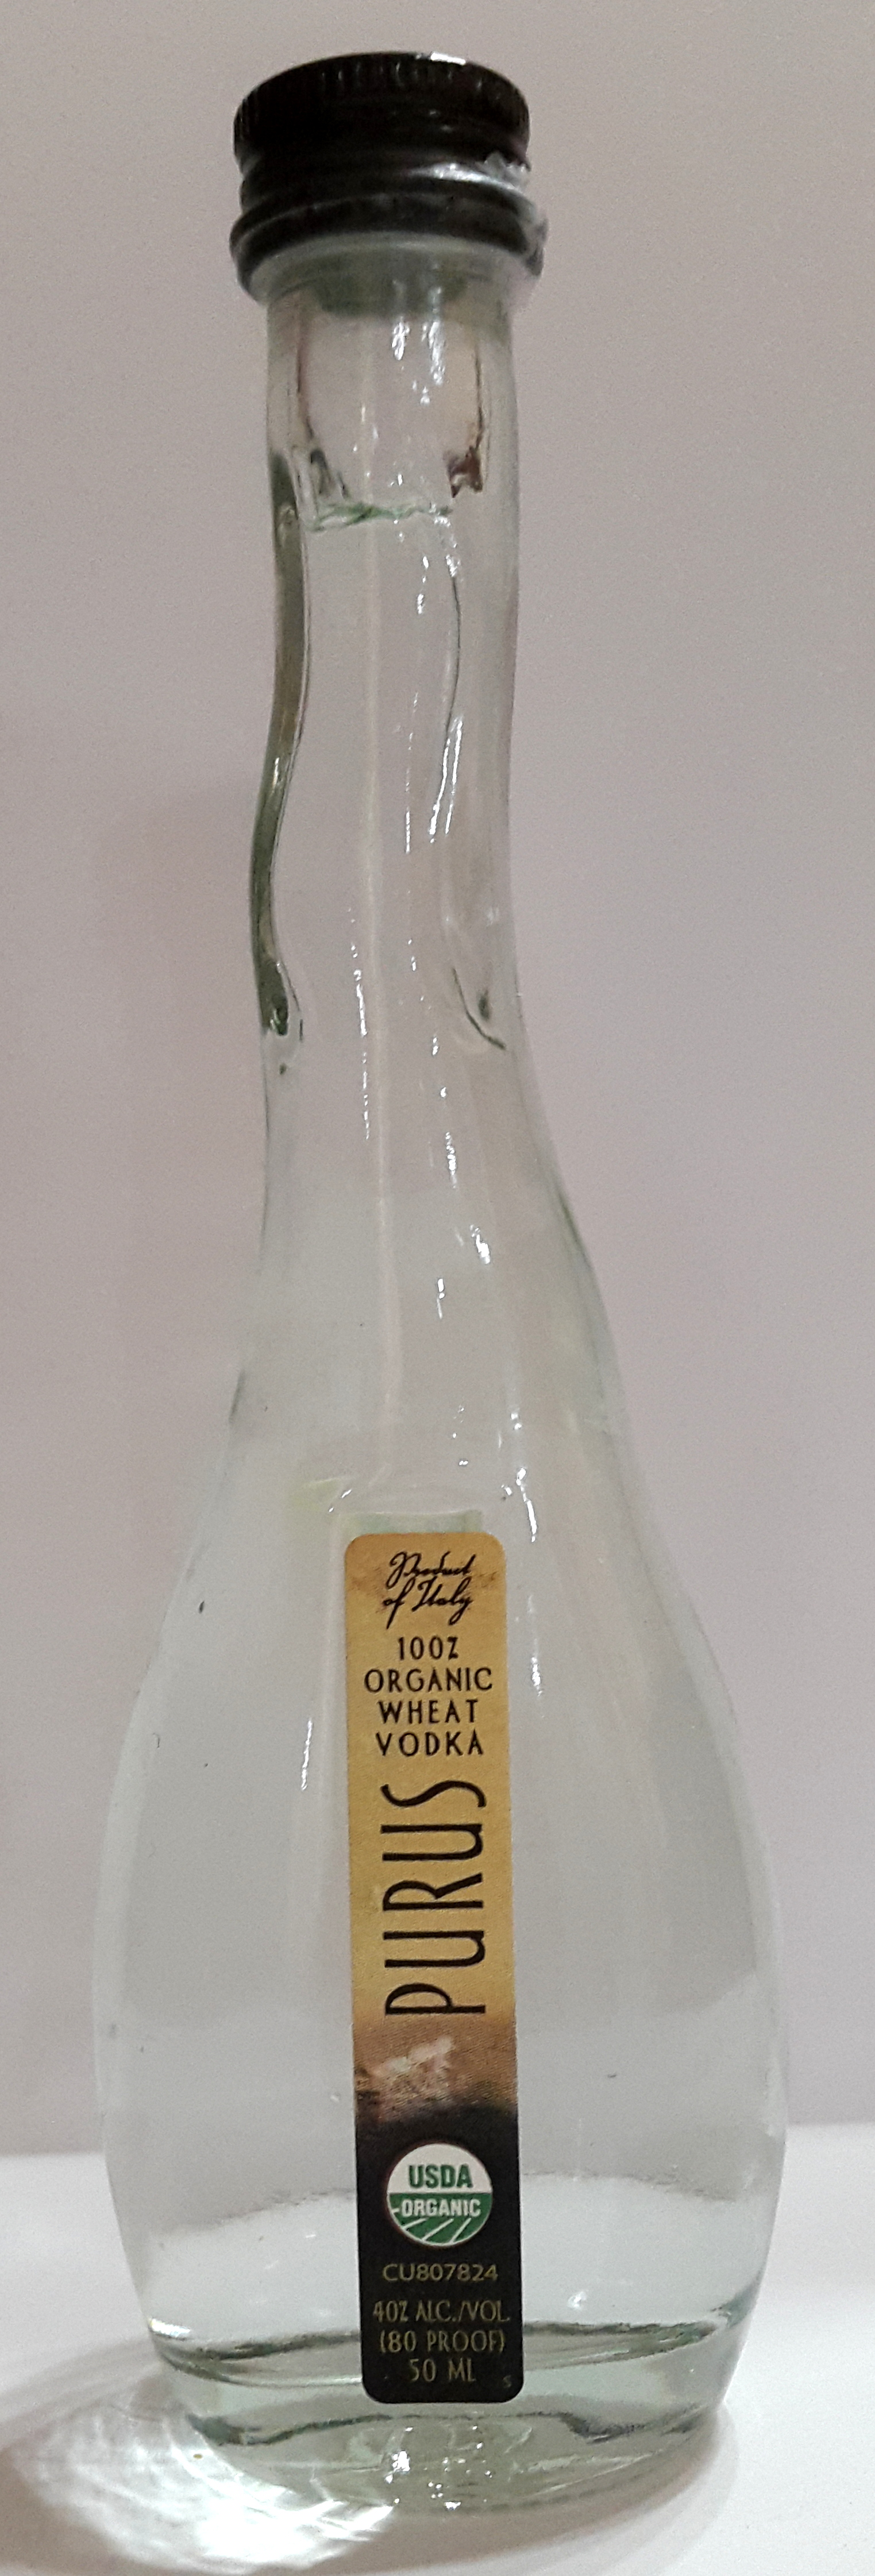 Product
of Italy
100%
ORGANIC
WHEAT
VODKA
PURUS
USDA
ORGANIC
CU807824
40% ALC./VOL.
(80 PROOF)
50 ML
S